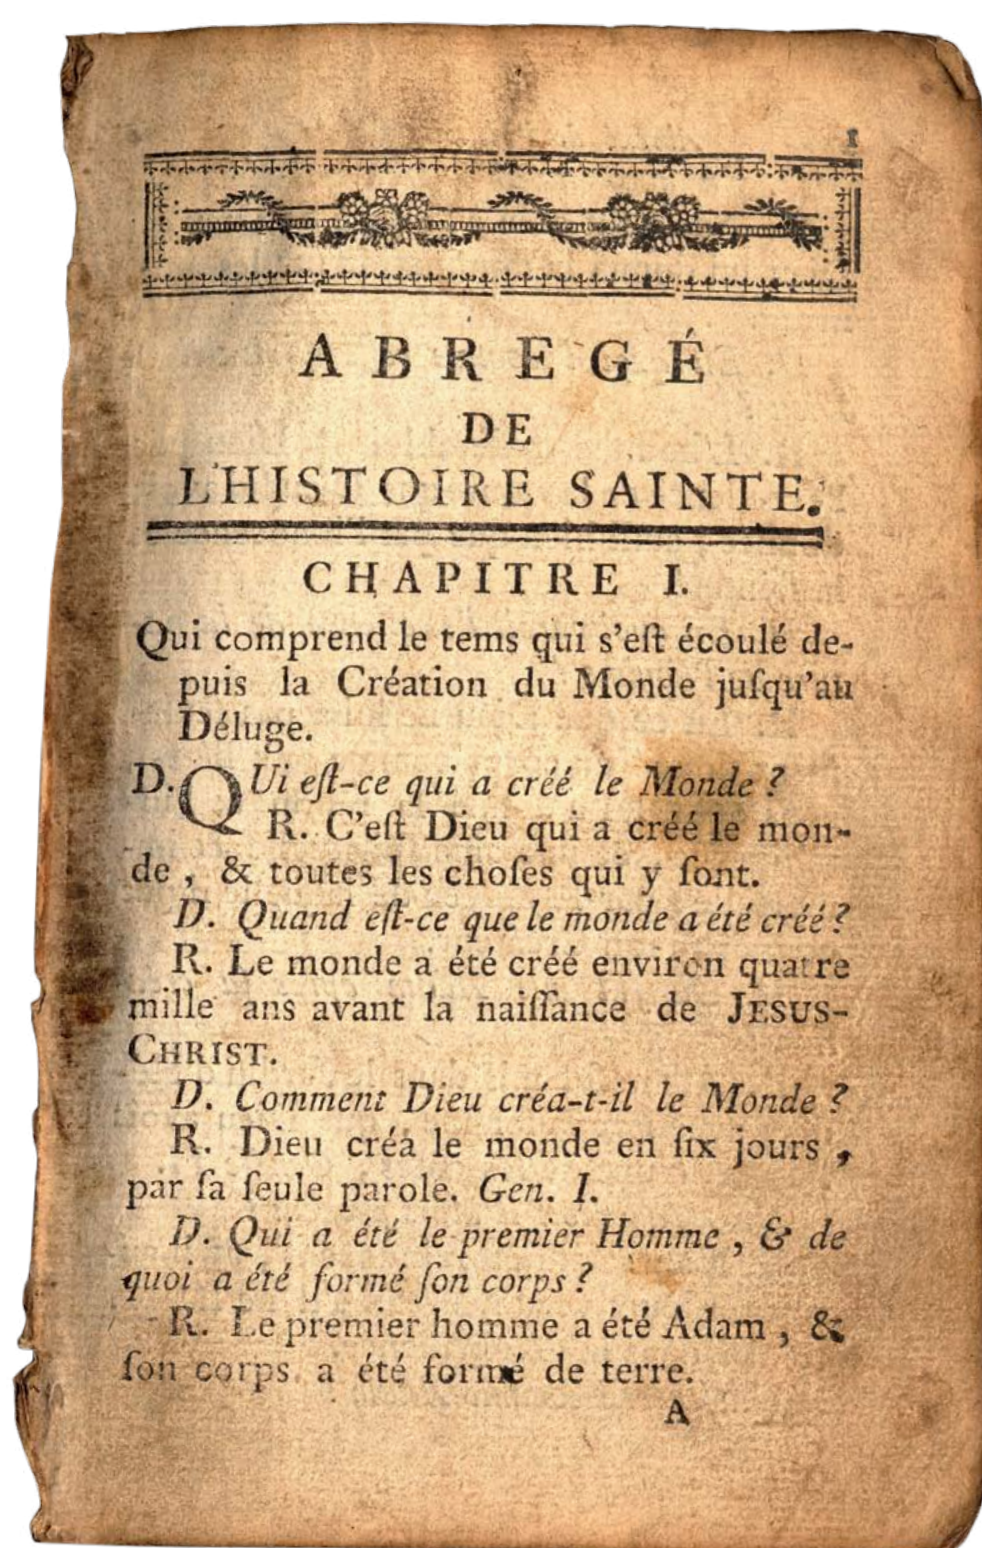 1
ABREGÉ
DE
L'HISTOIRE SAINTE.
CHAPITRE I.
Qui comprend le tems qui s'eſt écoulé de-
puis la Création du Monde juſqu'au
Déluge.
D. QUi eſt-ce qui a créé le Monde ?
R. C'eſt Dieu qui a créé le mon-
de , & toutes les choſes qui y ſont.
D. Quand eſt-ce que le monde a été créé ?
R. Le monde a été créé environ quatre
mille ans avant la naiſſance de JESUS-
CHRIST.
D. Comment Dieu créa-t-il le Monde ?
R. Dieu créa le monde en ſix jours ,
par ſa ſeule parole. Gen. I.
D. Qui a été le premier Homme , & de
quoi a été formé ſon corps ?
R. Le premier homme a été Adam , &
ſon corps a été formé de terre.
A